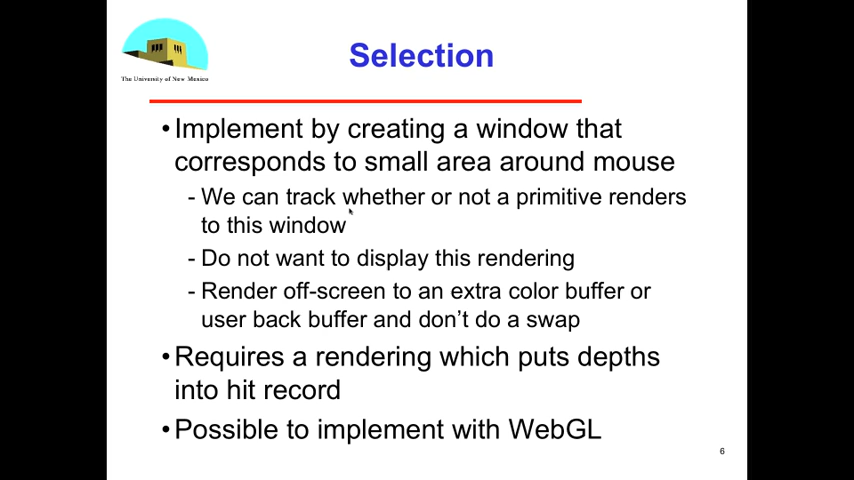 The University of New Mexico
Selection
•Implement by creating a window that
corresponds to small area around mouse
- We can track whether or not a primitive renders
to this window
- Do not want to display this rendering
- Render off-screen to an extra color buffer or
user back buffer and don’t do a swap
•Requires a rendering which puts depths
into hit record
•Possible to implement with WebGL
6